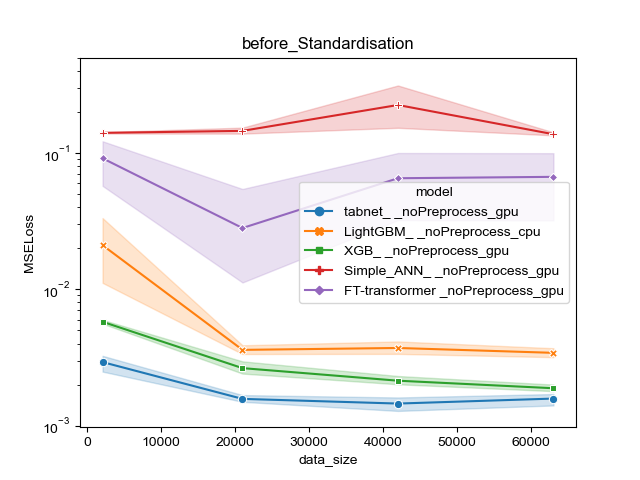 before_Standardisation
MSELoss
10⁻¹
10⁻²
10⁻³
model
tabnet_ _noPreprocess_gpu
LightGBM_ _noPreprocess_cpu
XGB_ _noPreprocess_gpu
Simple_ANN_ _noPreprocess_gpu
FT-transformer _noPreprocess_gpu
0 10000 20000 30000 40000 50000 60000
data_size